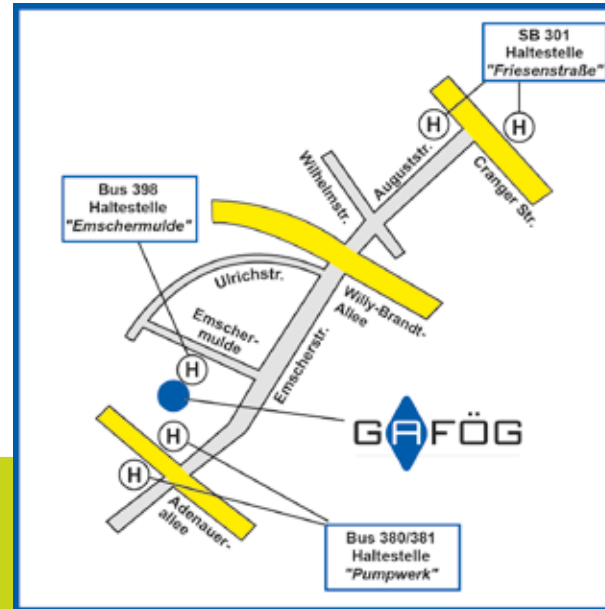 SB 301
Haltestelle
"Friesenstraße"
H
H
Wilhelmstr.
Auguststr.
Cranger Str.
Bus 398
Haltestelle
"Emschermulde"
Ulrichstr.
Willy-Brandt-
Allee
Emscher-
mulde
Emscherstr.
H
GAFÖG
H
H
Adenauer-
allee
Bus 380/381
Haltestelle
"Pumpwerk"